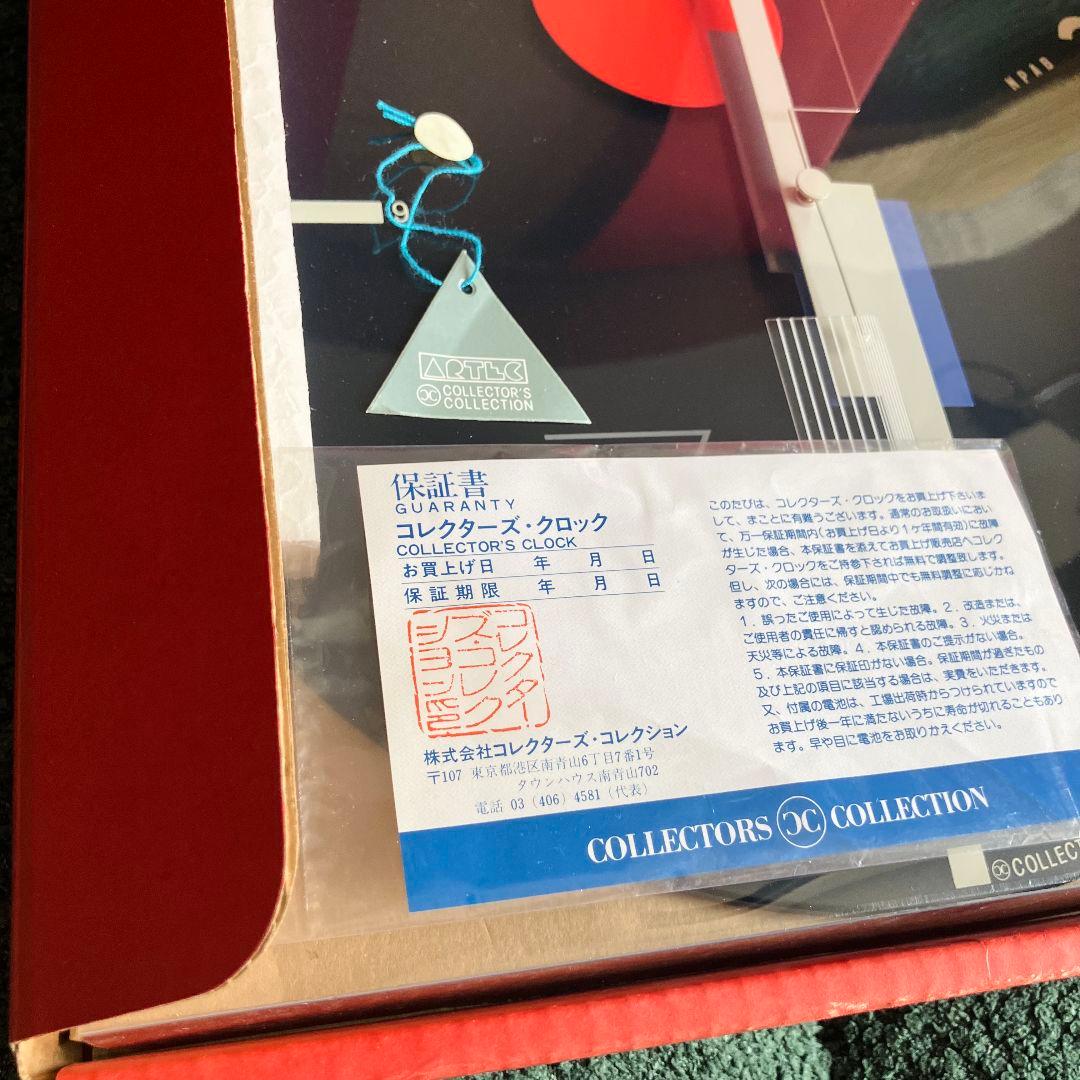 NPAB
9
ARTEC
COLLECTOR'S
COLLECTION
保証書
GUARANTY
コレクターズ・クロック
COLLECTOR'S CLOCK
お買上げ日 年 月 日
保証期限 年 月 日
コレクター
ズ・コレク
ション
株式会社コレクターズ・コレクション
〒107 東京都港区南青山6丁目7番1号
タウンハウス南青山702
電話 03 (406) 4581 (代表)
このたびは、コレクターズ・クロックをお買上げ下さいま
して、まことに有難うございます。通常のお取扱いにおい
て、万一保証期間内(お買上げ日より1ヶ年間有効)に故障
が生じた場合、本保証書を添えてお買上げ販売店へコレク
ターズ・クロックをご持参下されば無料で調整致します。
但し、次の場合には、保証期間中でも無料調整に応じかね
ますので、ご注意ください。
1．誤ったご使用によって生じた故障。2．改造または、
ご使用者の責任に帰すと認められる故障。3．火災または
天災等による故障。4．本保証書のご提示がない場合。
5．本保証書に保証印がない場合。保証期間が過ぎたもの
及び上記の項目に該当する場合は、実費をいただきます。
又、付属の電池は、工場出荷時からつけられていますので
お買上げ後一年に満たないうちに寿命が切れることもあり
ます。早や目に電池をお取りかえください。
COLLECTORS CC COLLECTION
COLLECT